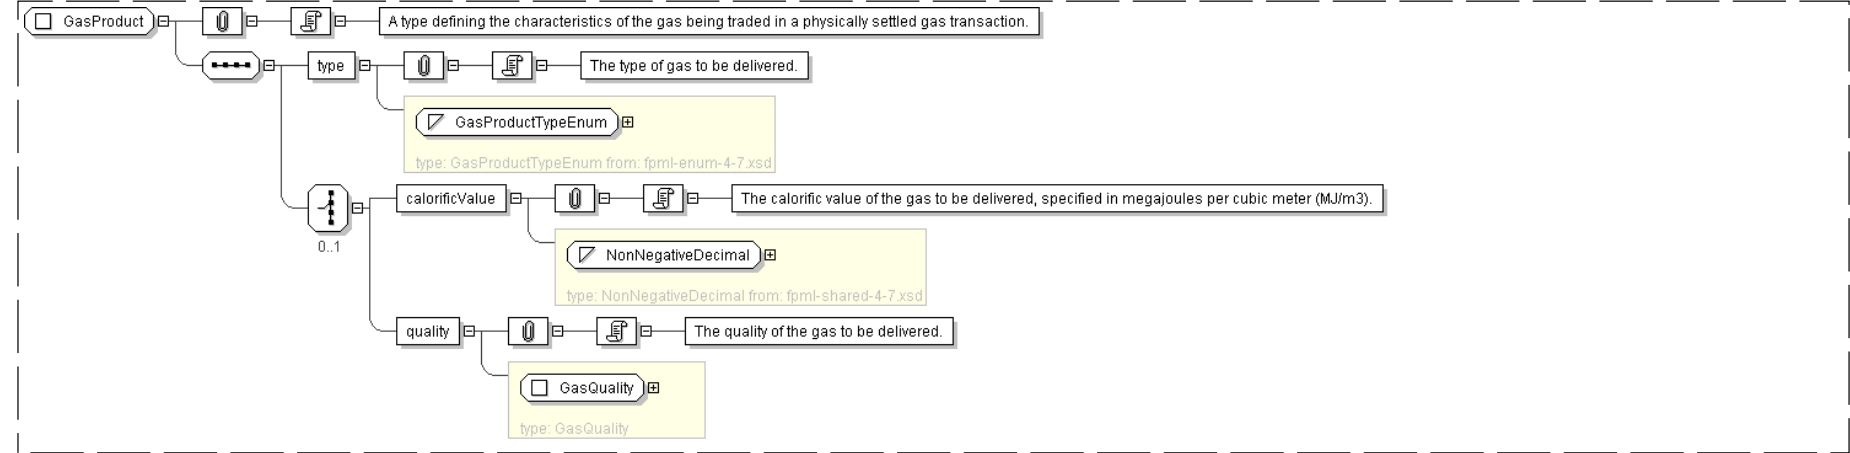 GasProduct
A type defining the characteristics of the gas being traded in a physically settled gas transaction.
type
The type of gas to be delivered.
GasProductTypeEnum
type: GasProductTypeEnum from: fpml-enum-4-7.xsd
calorificValue
The calorific value of the gas to be delivered, specified in megajoules per cubic meter (MJ/m3).
0..1
NonNegativeDecimal
type: NonNegativeDecimal from: fpml-shared-4-7.xsd
quality
The quality of the gas to be delivered.
GasQuality
type: GasQuality